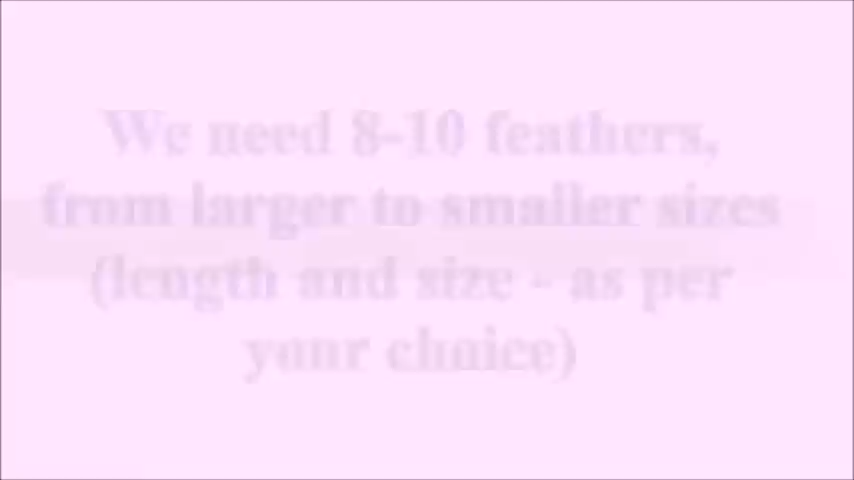 We need 8-10 feathers,
from larger to smaller sizes
(length and size - as per
your choice)